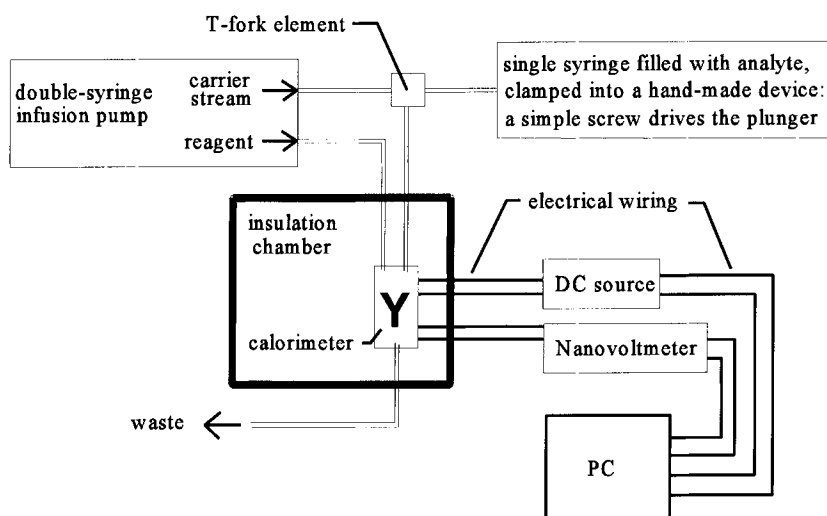 T-fork element
double-syringe
infusion pump
carrier
stream
reagent
single syringe filled with analyte,
clamped into a hand-made device:
a simple screw drives the plunger
insulation
chamber
electrical wiring
Y
calorimeter
DC source
Nanovoltmeter
waste
PC